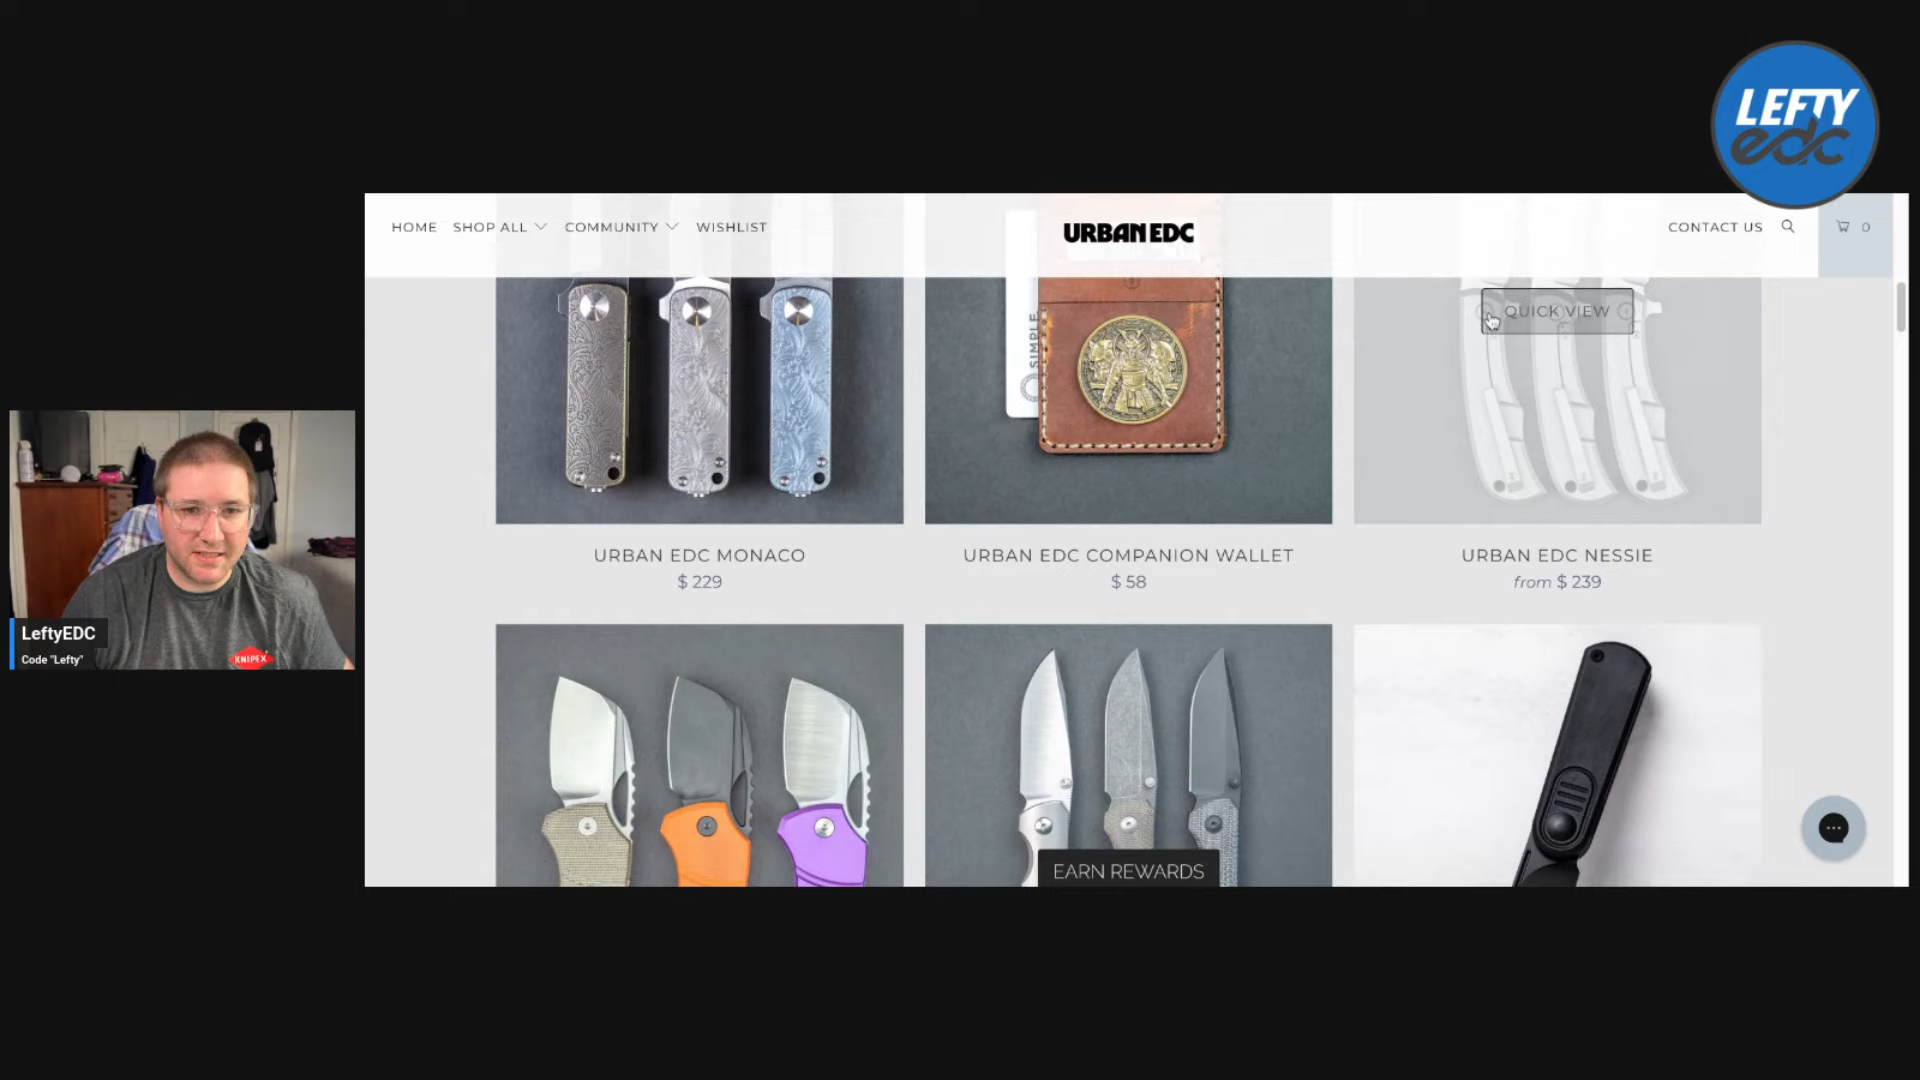 LEFTY
edc
HOME SHOP ALL COMMUNITY WISHLIST
URBAN EDC
CONTACT US 0
SIMPLE
QUICK VIEW
URBAN EDC MONACO
$ 229
URBAN EDC COMPANION WALLET
$ 58
URBAN EDC NESSIE
from $ 239
LeftyEDC
Code "Lefty"
KNIPEX
EARN REWARDS